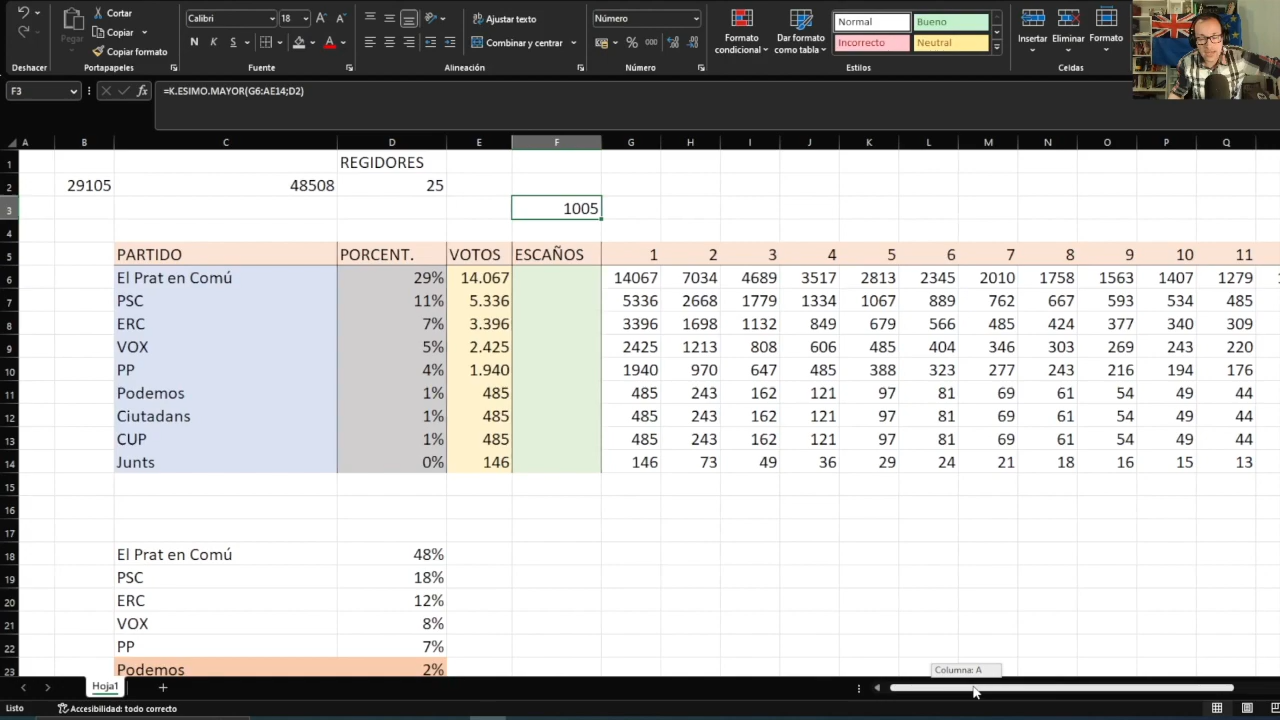 Cortar
Calibri 18
Ajustar texto
Número
Normal Bueno
Pegar
Copiar
Copiar formato
N K S
Combinar y centrar
% 000
Formato condicional
Dar formato como tabla
Incorrecto Neutral
Insertar Eliminar Formato
Deshacer Portapapeles Fuente Alineación Número Estilos Celdas
F3 fx =K.ESIMO.MAYOR(G6:AE14;D2)
A B C D E F G H I J K L M N O P Q
1 REGIDORES
2 29105 48508 25
3 1005
4
5 PARTIDO PORCENT. VOTOS ESCAÑOS 1 2 3 4 5 6 7 8 9 10 11
6 El Prat en Comú 29% 14.067 14067 7034 4689 3517 2813 2345 2010 1758 1563 1407 1279
7 PSC 11% 5.336 5336 2668 1779 1334 1067 889 762 667 593 534 485
8 ERC 7% 3.396 3396 1698 1132 849 679 566 485 424 377 340 309
9 VOX 5% 2.425 2425 1213 808 606 485 404 346 303 269 243 220
10 PP 4% 1.940 1940 970 647 485 388 323 277 243 216 194 176
11 Podemos 1% 485 485 243 162 121 97 81 69 61 54 49 44
12 Ciutadans 1% 485 485 243 162 121 97 81 69 61 54 49 44
13 CUP 1% 485 485 243 162 121 97 81 69 61 54 49 44
14 Junts 0% 146 146 73 49 36 29 24 21 18 16 15 13
15
16
17
18 El Prat en Comú 48%
19 PSC 18%
20 ERC 12%
21 VOX 8%
22 PP 7%
23 Podemos 2%
Columna: A
Hoja1
Listo Accesibilidad: todo correcto